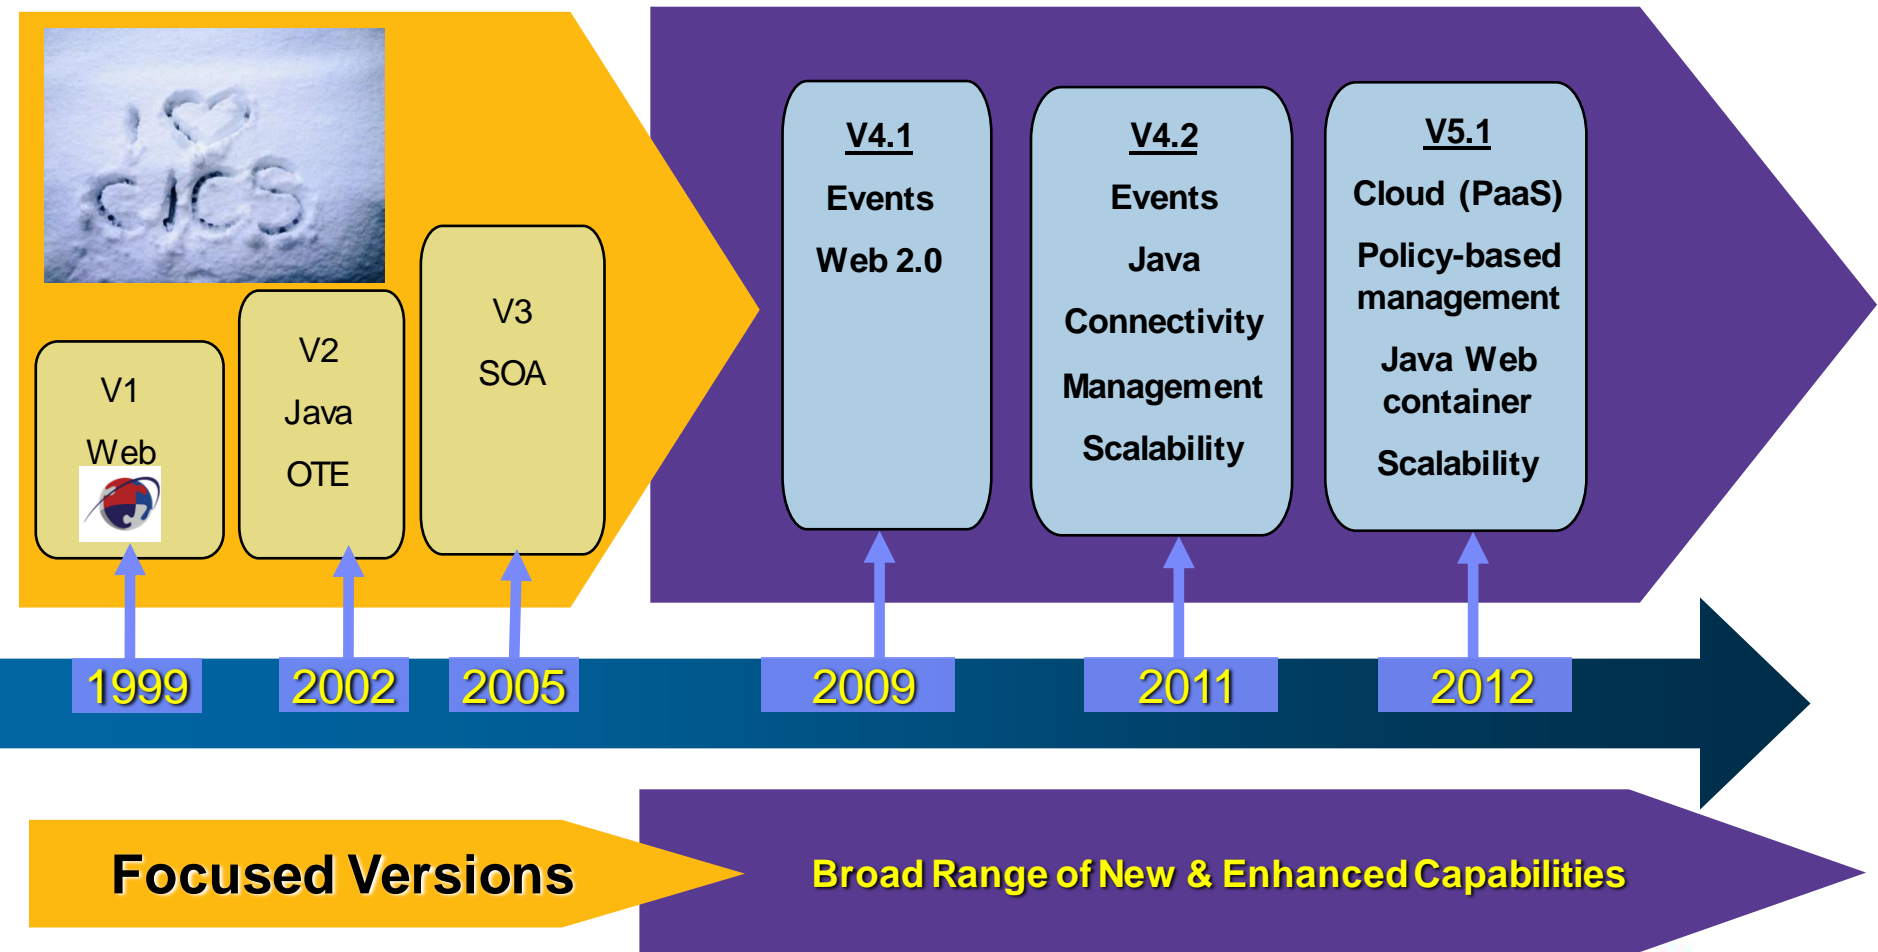 I ♥
CICS
V1
Web
V2
Java
OTE
V3
SOA
V4.1
Events
Web 2.0
V4.2
Events
Java
Connectivity
Management
Scalability
V5.1
Cloud (PaaS)
Policy-based
management
Java Web
container
Scalability
1999
2002
2005
2009
2011
2012
Focused Versions
Broad Range of New & Enhanced Capabilities